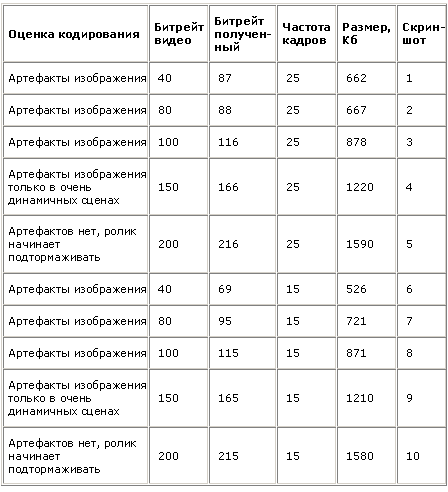 Оценка кодирования Битрейт видео Битрейт получен-ный Частота кадров Размер, Кб Скрин-шот
Артефакты изображения 40 87 25 662 1
Артефакты изображения 80 88 25 667 2
Артефакты изображения 100 116 25 878 3
Артефакты изображения
только в очень 150 166 25 1220 4
динамичных сценах
Артефактов нет, ролик
начинает 200 216 25 1590 5
подтормаживать
Артефакты изображения 40 69 15 526 6
Артефакты изображения 80 95 15 721 7
Артефакты изображения 100 115 15 871 8
Артефакты изображения
только в очень 150 165 15 1210 9
динамичных сценах
Артефактов нет, ролик
начинает 200 215 15 1580 10
подтормаживать